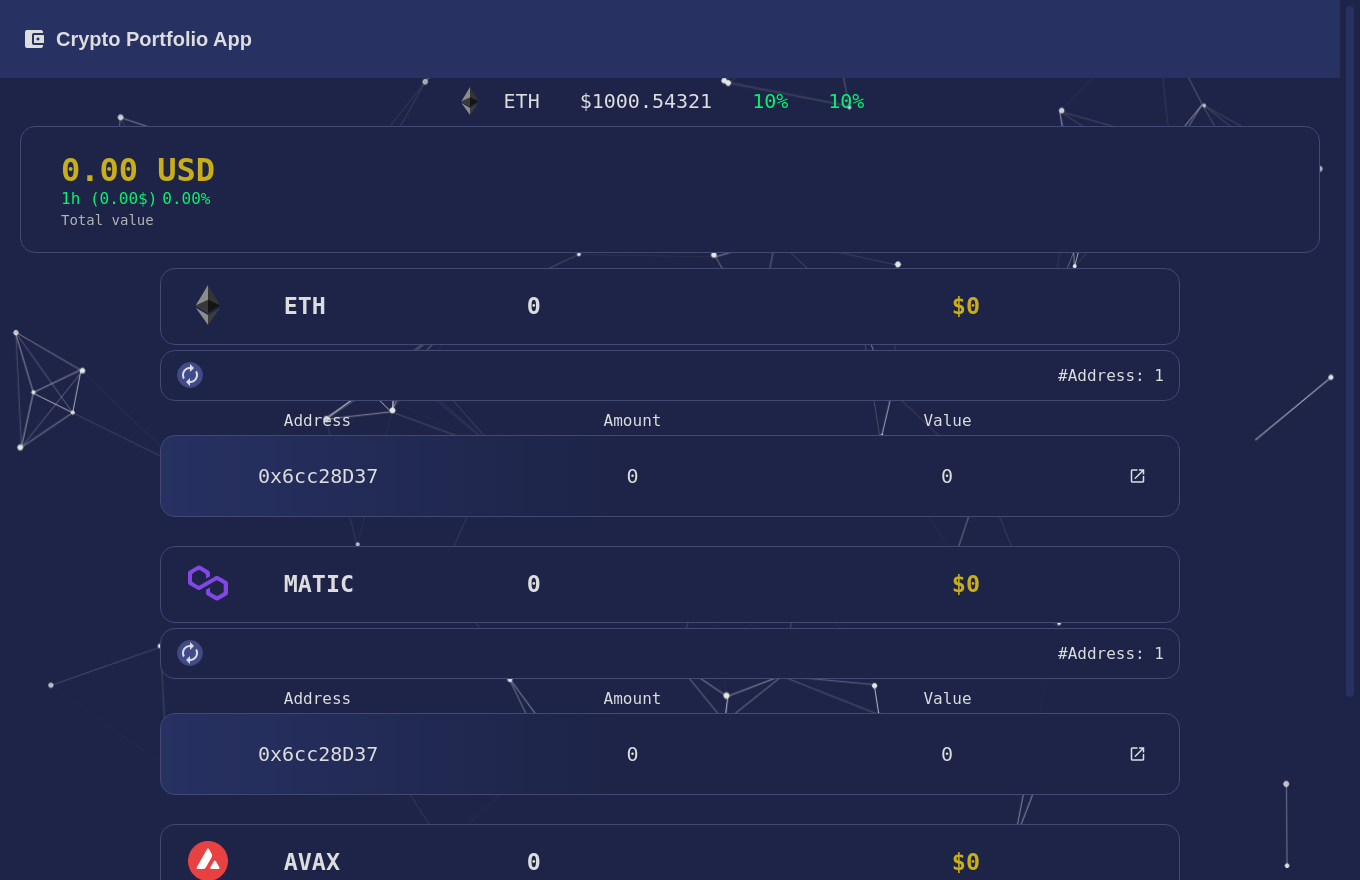 Crypto Portfolio App
ETH $1000.54321 10% 10%
0.00 USD
1h (0.00$) 0.00%
Total value
ETH 0 $0
#Address: 1
Address Amount Value
0x6cc28D37 0 0
MATIC 0 $0
#Address: 1
Address Amount Value
0x6cc28D37 0 0
AVAX 0 $0